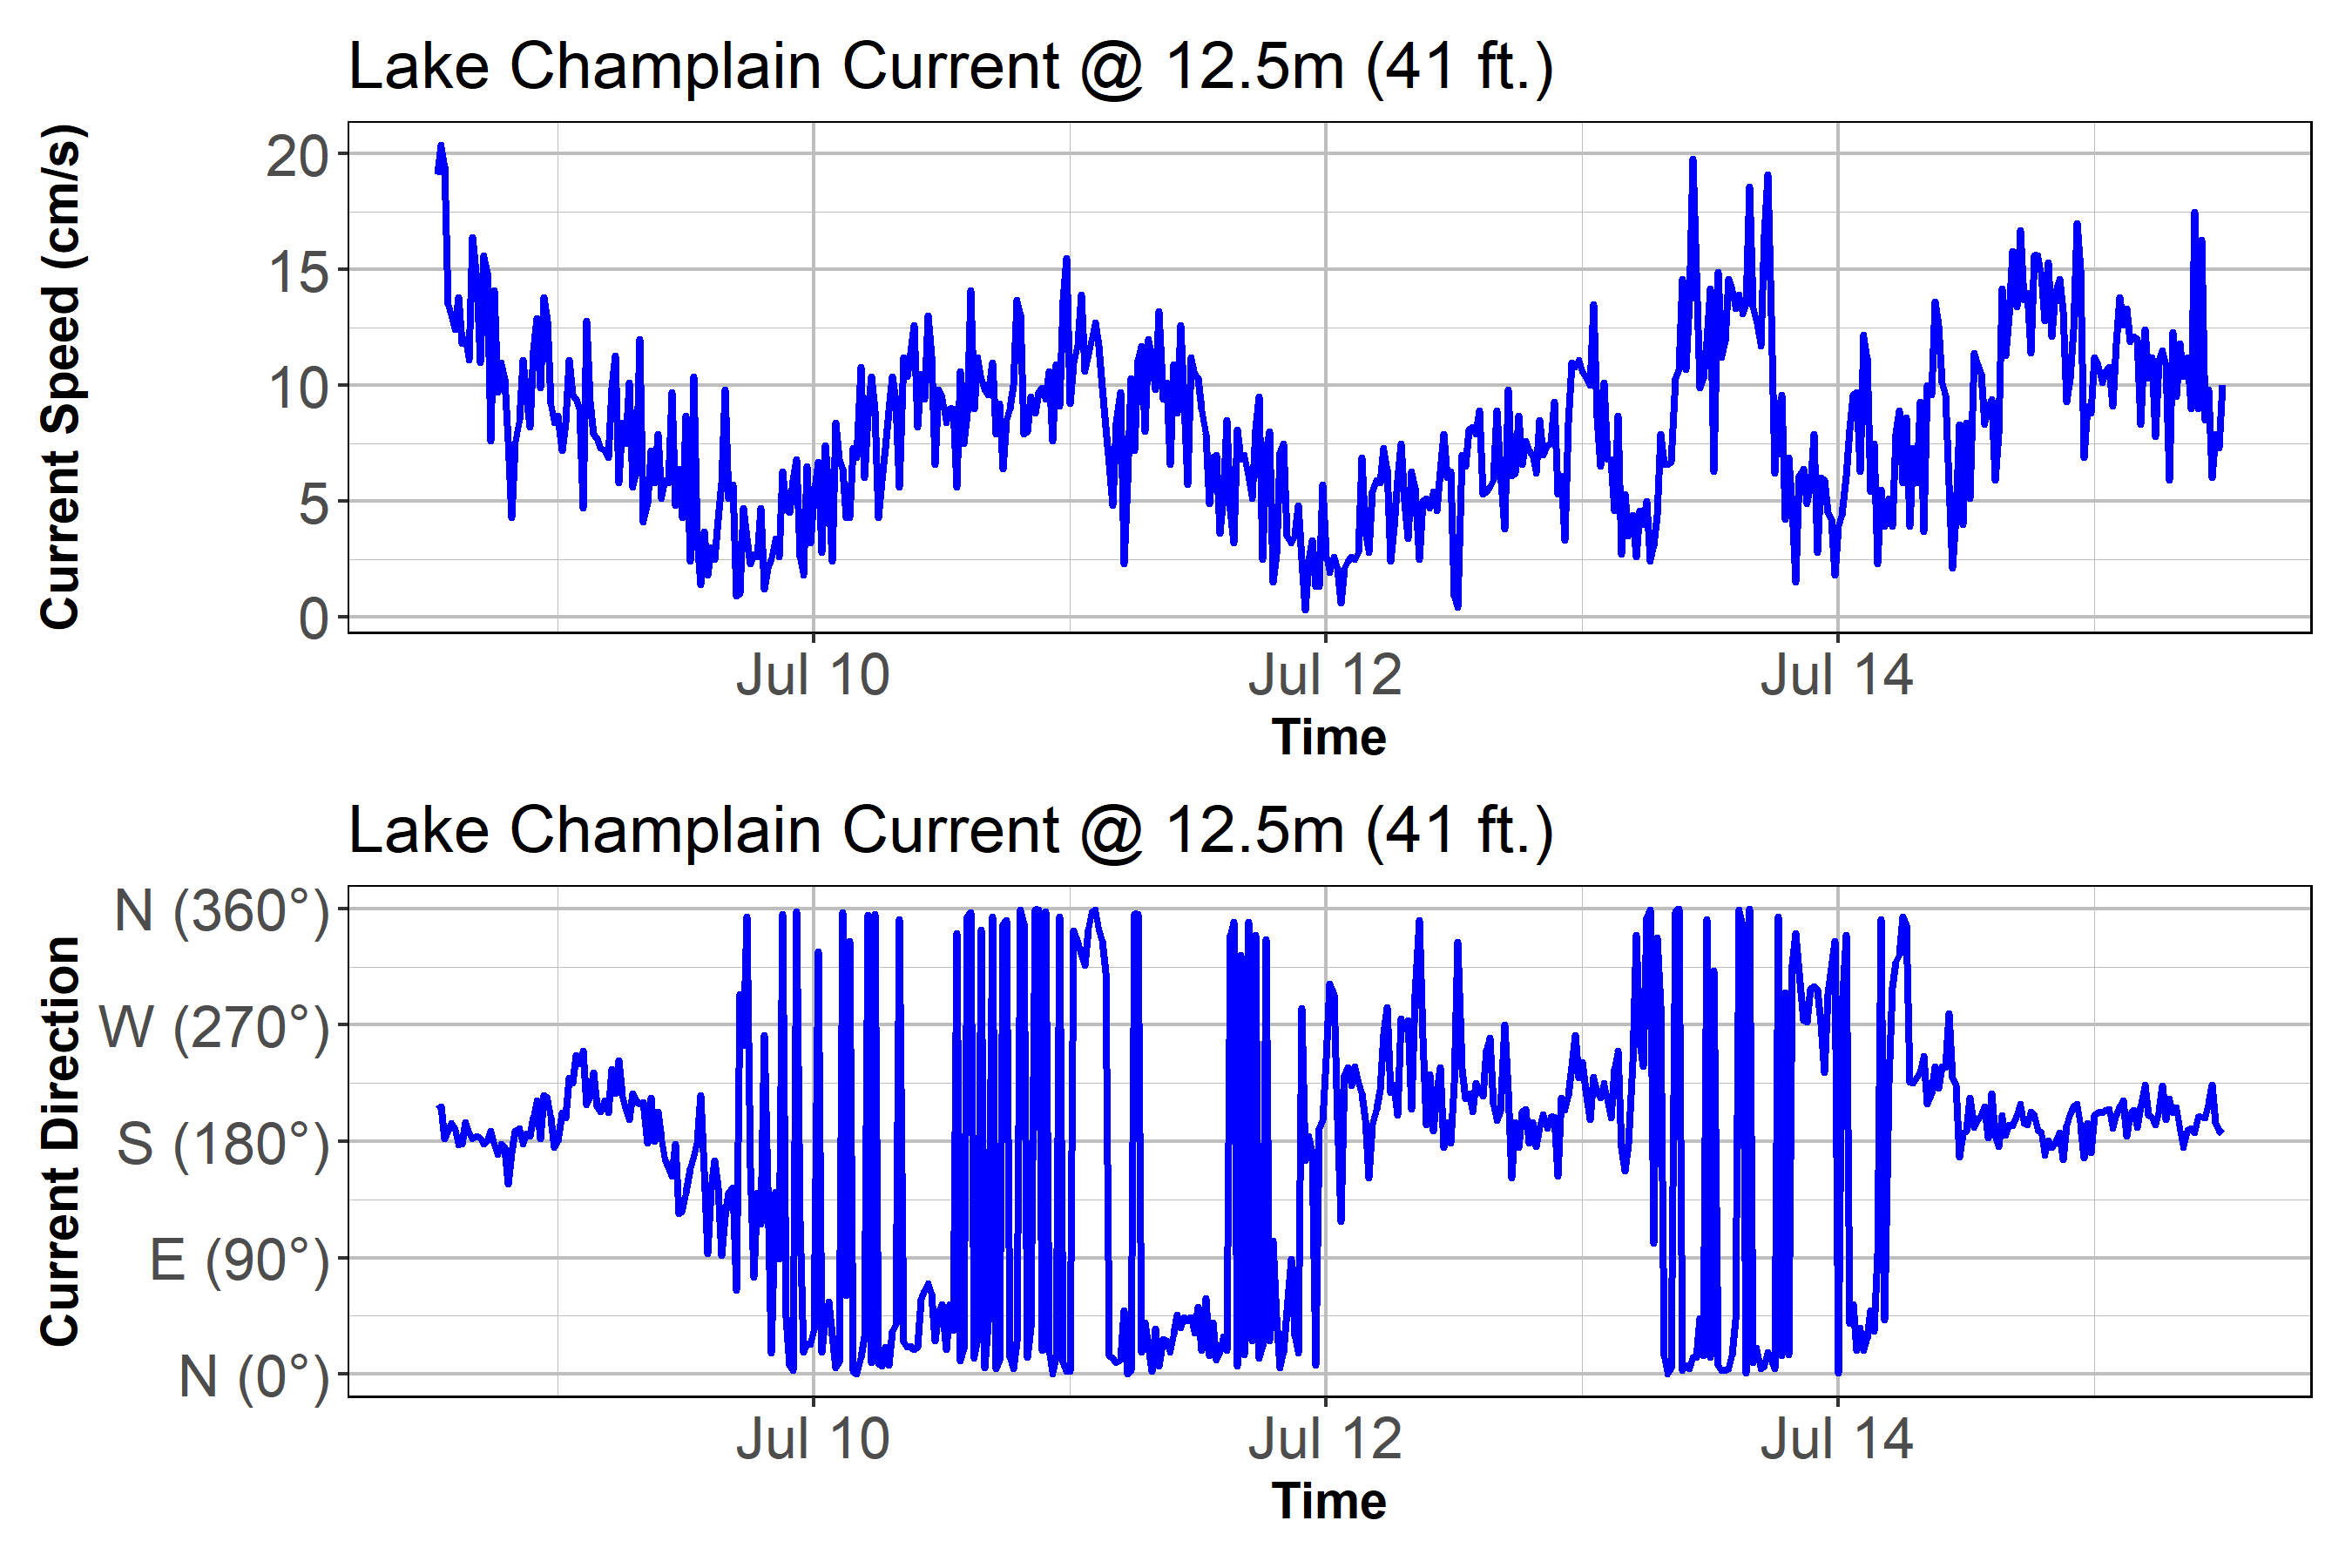 Lake Champlain Current @ 12.5m (41 ft.)
Current Speed (cm/s)
20
15
10
5
0
Jul 10 Jul 12 Jul 14
Time
Lake Champlain Current @ 12.5m (41 ft.)
Current Direction
N (360°)
W (270°)
S (180°)
E (90°)
N (0°)
Jul 10 Jul 12 Jul 14
Time